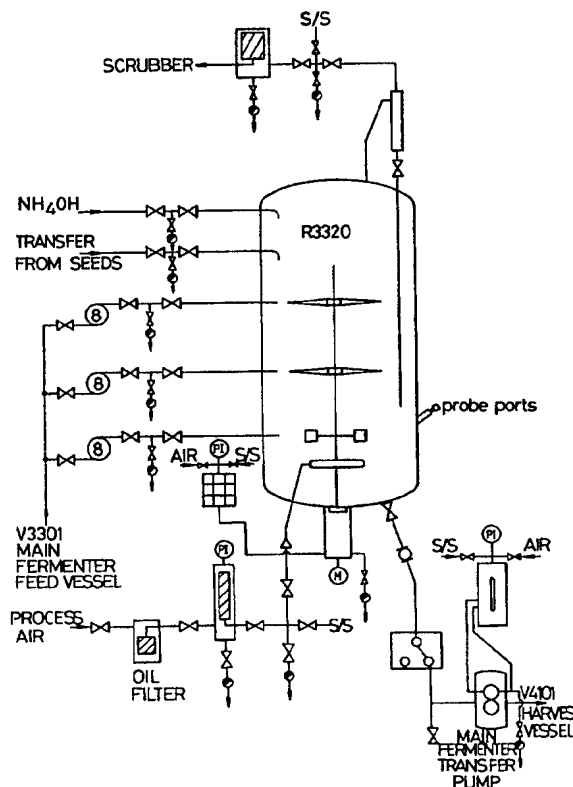 S/S
SCRUBBER
NH4OH
R3320
TRANSFER
FROM SEEDS
8
8
probe ports
8
PI
AIR
S/S
V3301
MAIN
FERMENTER
FEED VESSEL
PI
PI
S/S
AIR
M
PROCESS
AIR
S/S
OIL
FILTER
V4101
HARVEST
VESSEL
MAIN
FERMENTER
TRANSFER
PUMP